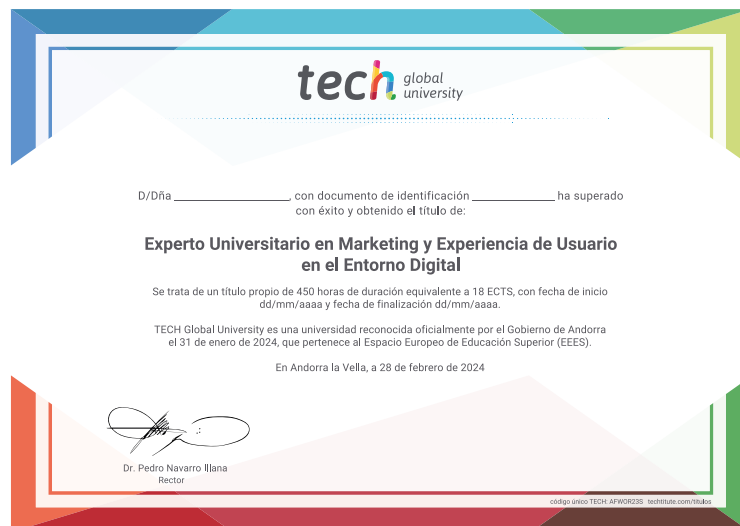 tech global university
D/Dña ____________________, con documento de identificación ______________ ha superado
con éxito y obtenido el título de:
Experto Universitario en Marketing y Experiencia de Usuario
en el Entorno Digital
Se trata de un título propio de 450 horas de duración equivalente a 18 ECTS, con fecha de inicio
dd/mm/aaaa y fecha de finalización dd/mm/aaaa.
TECH Global University es una universidad reconocida oficialmente por el Gobierno de Andorra
el 31 de enero de 2024, que pertenece al Espacio Europeo de Educación Superior (EEES).
En Andorra la Vella, a 28 de febrero de 2024
Dr. Pedro Navarro Illana
Rector
código único TECH: AFWOR23S techtitute.com/titulos